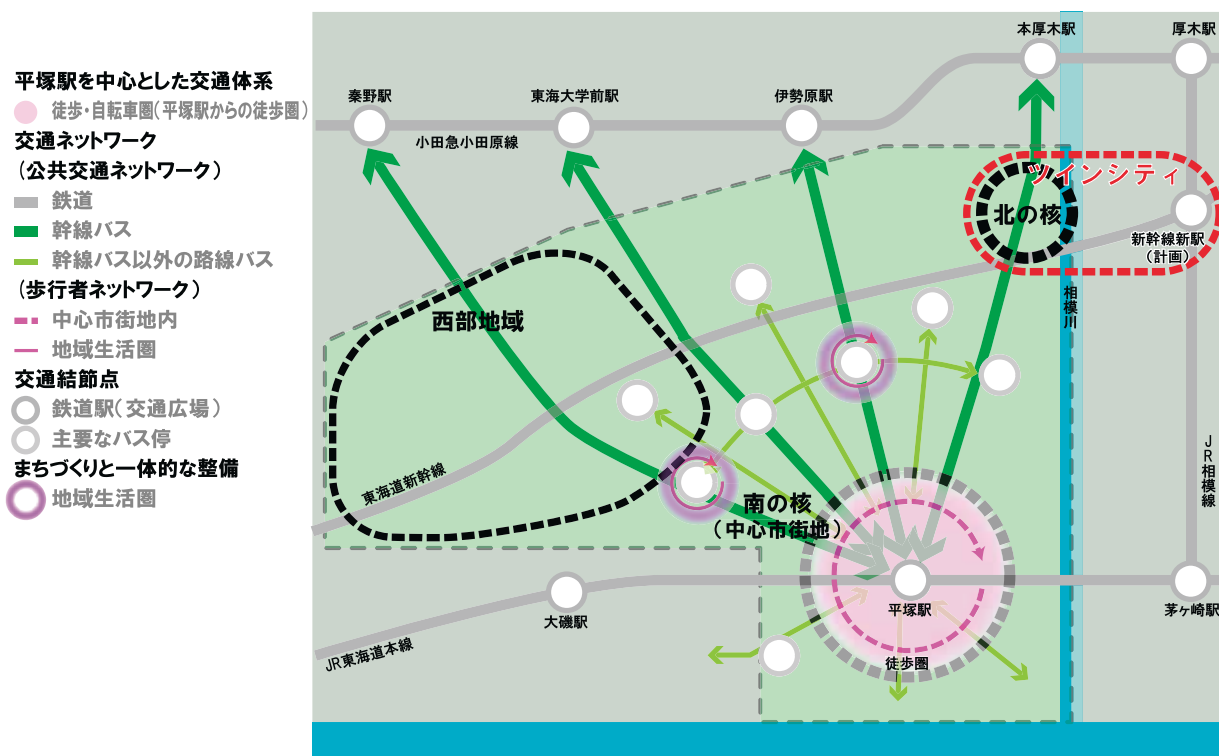 平塚駅を中心とした交通体系
徒歩・自転車圏(平塚駅からの徒歩圏)
交通ネットワーク
(公共交通ネットワーク)
鉄道
幹線バス
幹線バス以外の路線バス
(歩行者ネットワーク)
中心市街地内
地域生活圏
交通結節点
鉄道駅(交通広場)
主要なバス停
まちづくりと一体的な整備
地域生活圏
本厚木駅
厚木駅
秦野駅
東海大学前駅
伊勢原駅
小田急小田原線
ツインシティ
北の核
新幹線新駅
(計画)
相模川
西部地域
東海道新幹線
JR相模線
南の核
(中心市街地)
平塚駅
茅ヶ崎駅
大磯駅
JR東海道本線
徒歩圏